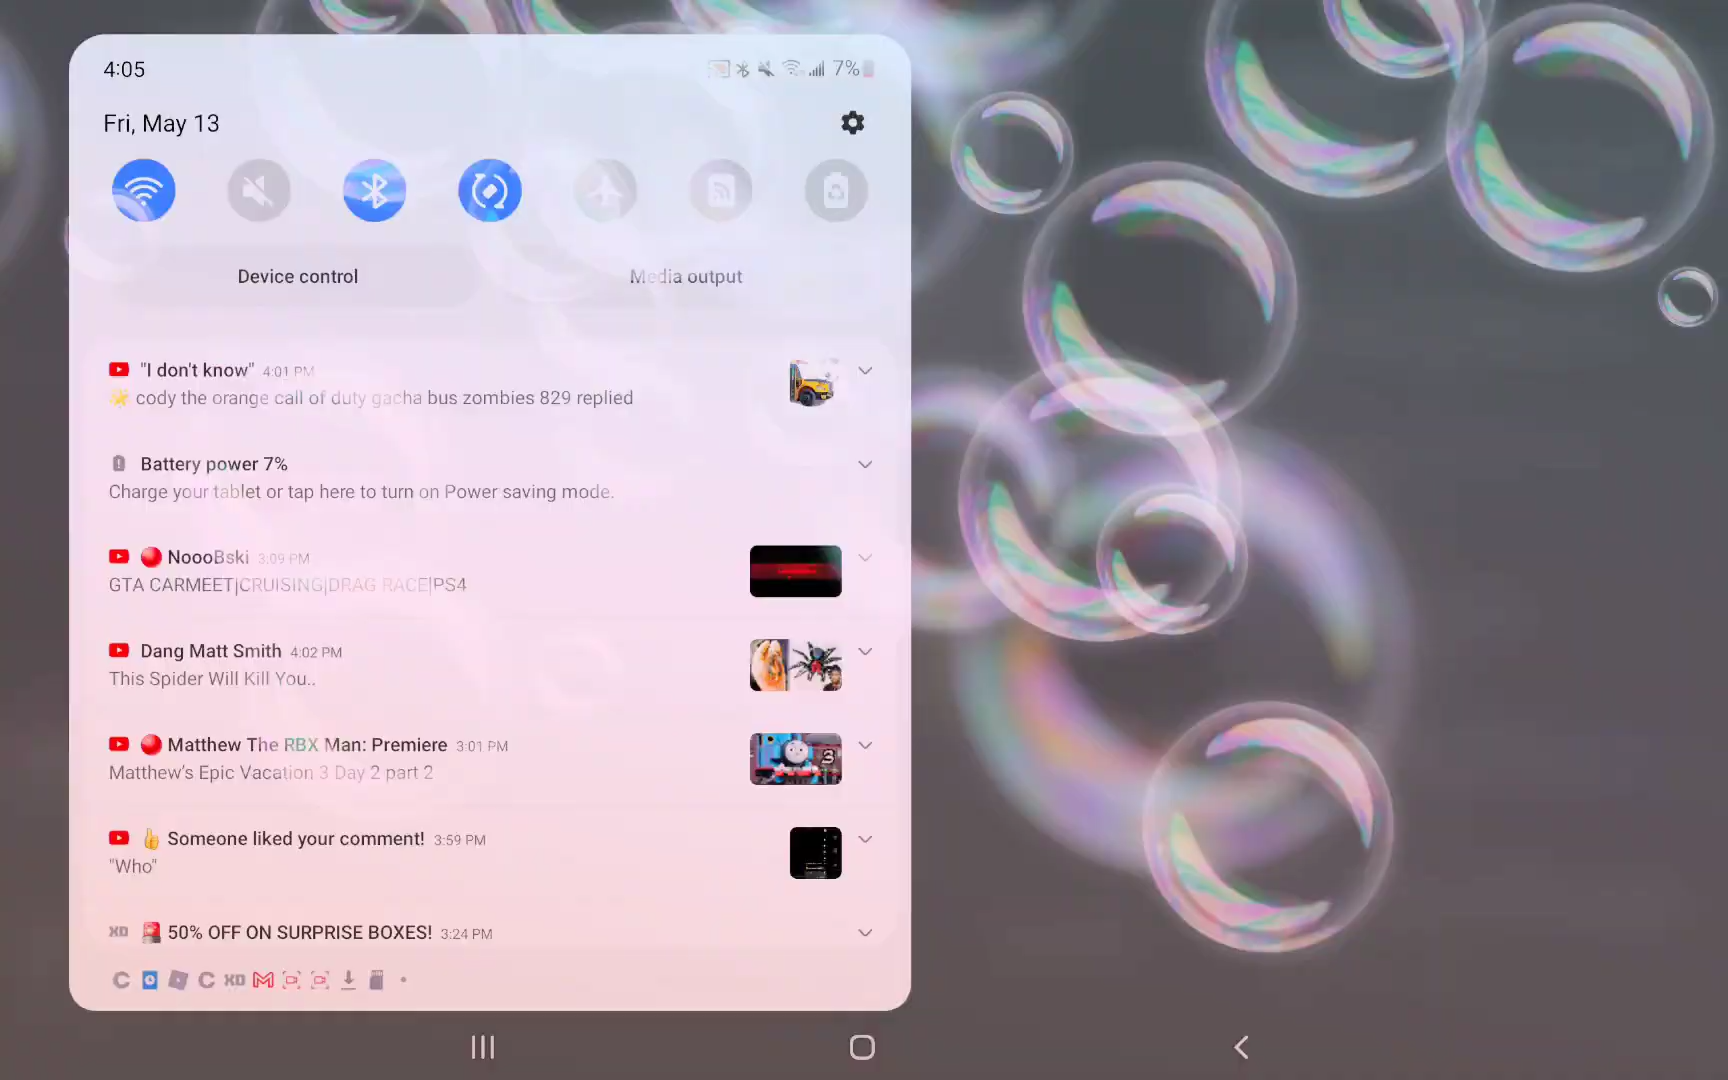 4:05
7%
Fri, May 13
Device control
Media output
"I don't know" 4:01 PM
cody the orange call of duty gacha bus zombies 829 replied
Battery power 7%
Charge your tablet or tap here to turn on Power saving mode.
NoooBski 3:09 PM
GTA CARMEET|CRUISING|DRAG RACE|PS4
Dang Matt Smith 4:02 PM
This Spider Will Kill You..
Matthew The RBX Man: Premiere 3:01 PM
Matthew's Epic Vacation 3 Day 2 part 2
3
Someone liked your comment! 3:59 PM
"Who"
XD 50% OFF ON SURPRISE BOXES! 3:24 PM
C C XD